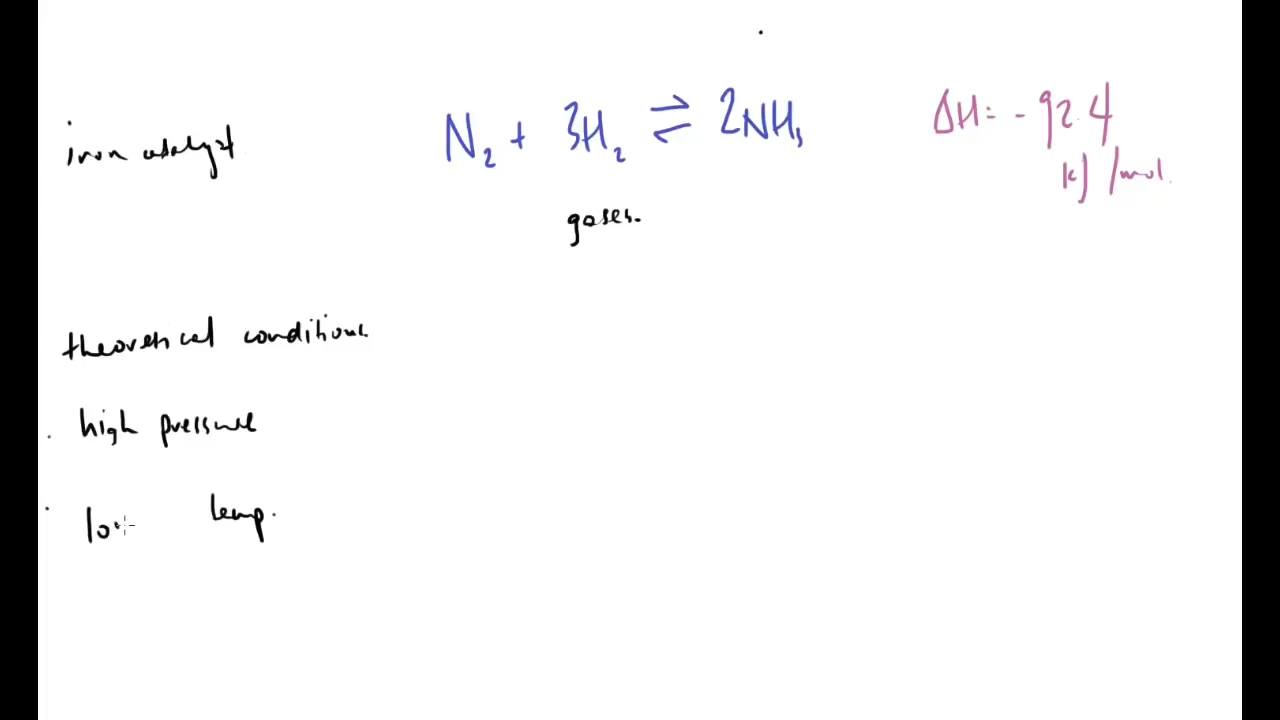 iron catalyst
N₂ + 3H₂ ⇌ 2NH₃
ΔH = - 92.4
kJ /mol.
gases.
theoretical conditions
. high pressure
. temp.